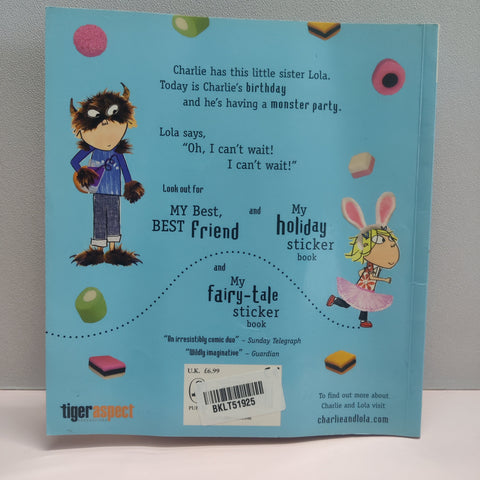 Charlie has this little sister Lola.
Today is Charlie's birthday
and he's having a monster party.
Lola says,
"Oh, I can't wait!
I can't wait!"
Look out for
MY Best,
BEST friend
and
My
holiday
sticker
book
and
My
fairy-tale
sticker
book
"An irresistibly comic duo" – Sunday Telegraph
"Wildly imaginative" – Guardian
U.K. £6.99
BKLT51925
tigeraspect
To find out more about
Charlie and Lola visit
charlieandlola.com